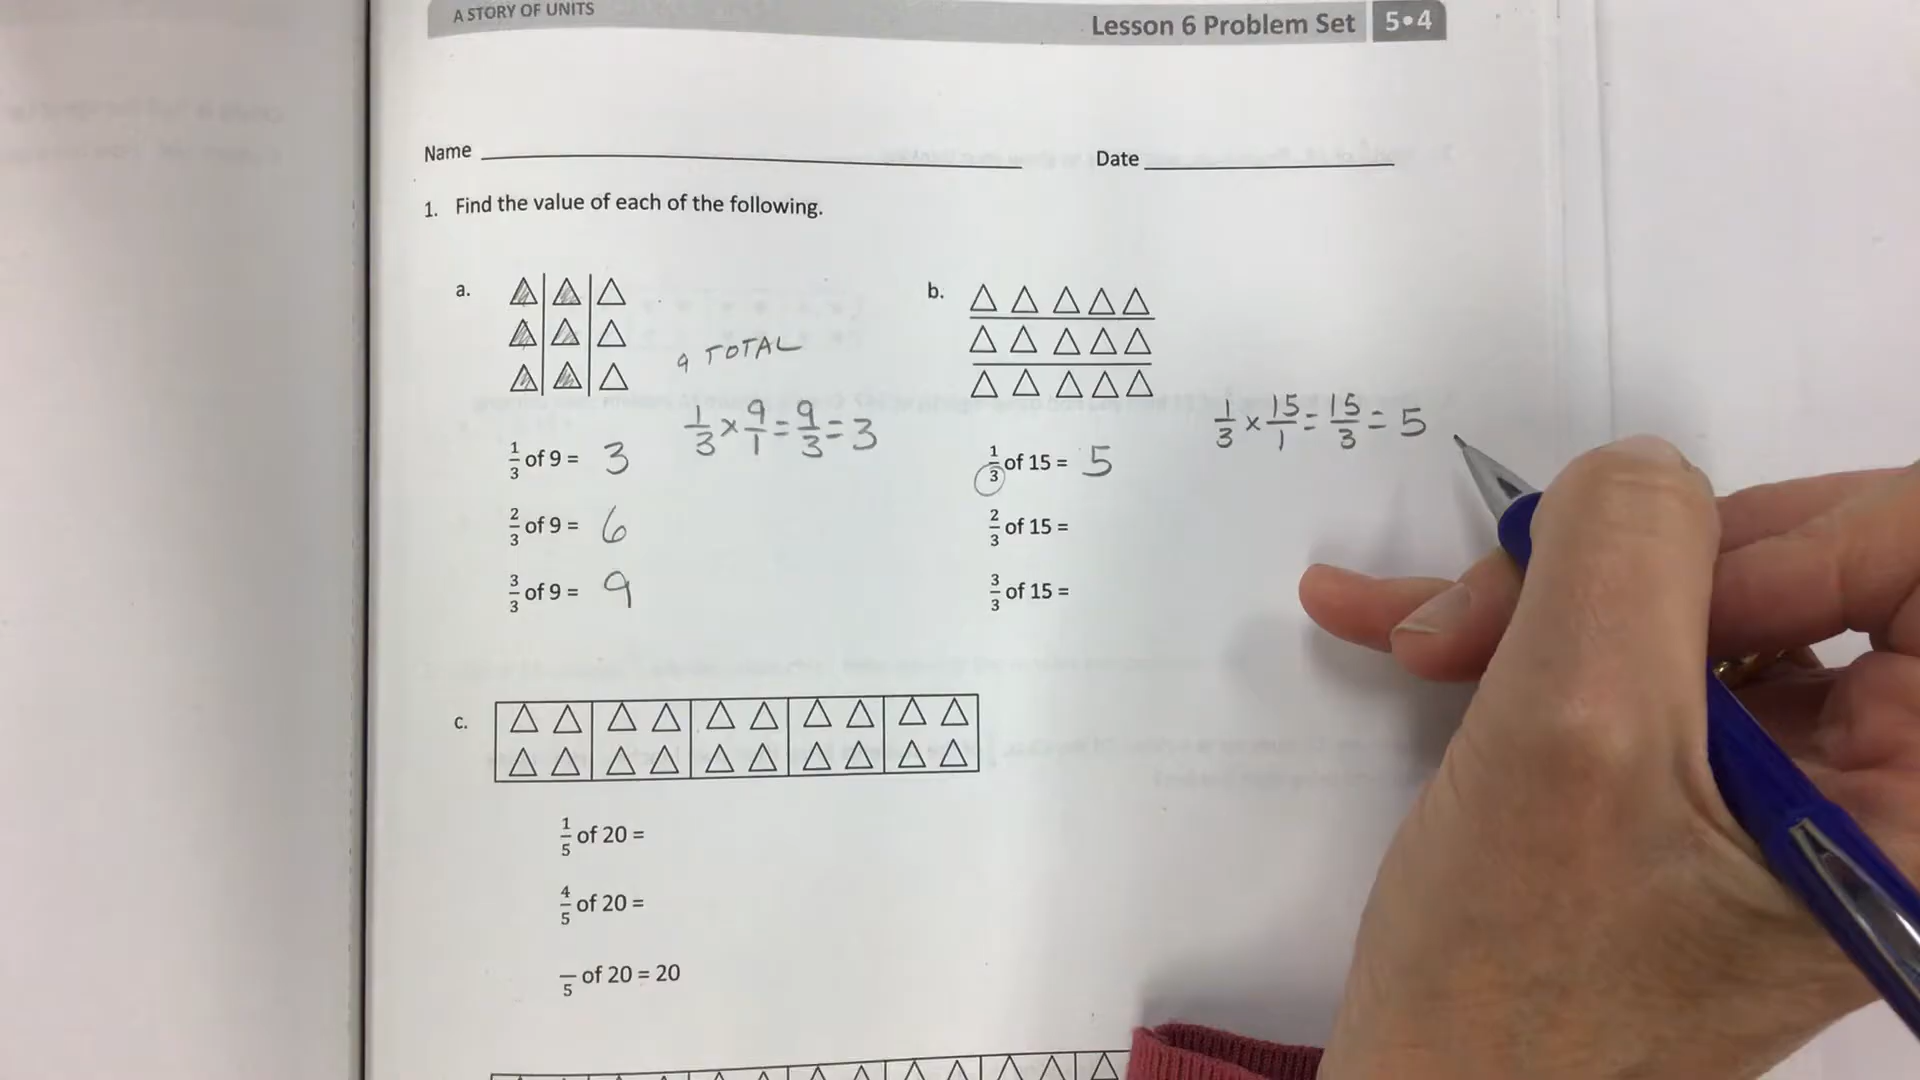 A STORY OF UNITS
Lesson 6 Problem Set 5•4
Name
Date
1. Find the value of each of the following.
a.
9 TOTAL
1/3 × 9/1 = 9/3 = 3
1/3 of 9 = 3
2/3 of 9 = 6
3/3 of 9 = 9
b.
1/3 × 15/1 = 15/3 = 5
1/3 of 15 = 5
2/3 of 15 =
3/3 of 15 =
c.
1/5 of 20 =
4/5 of 20 =
/5 of 20 = 20